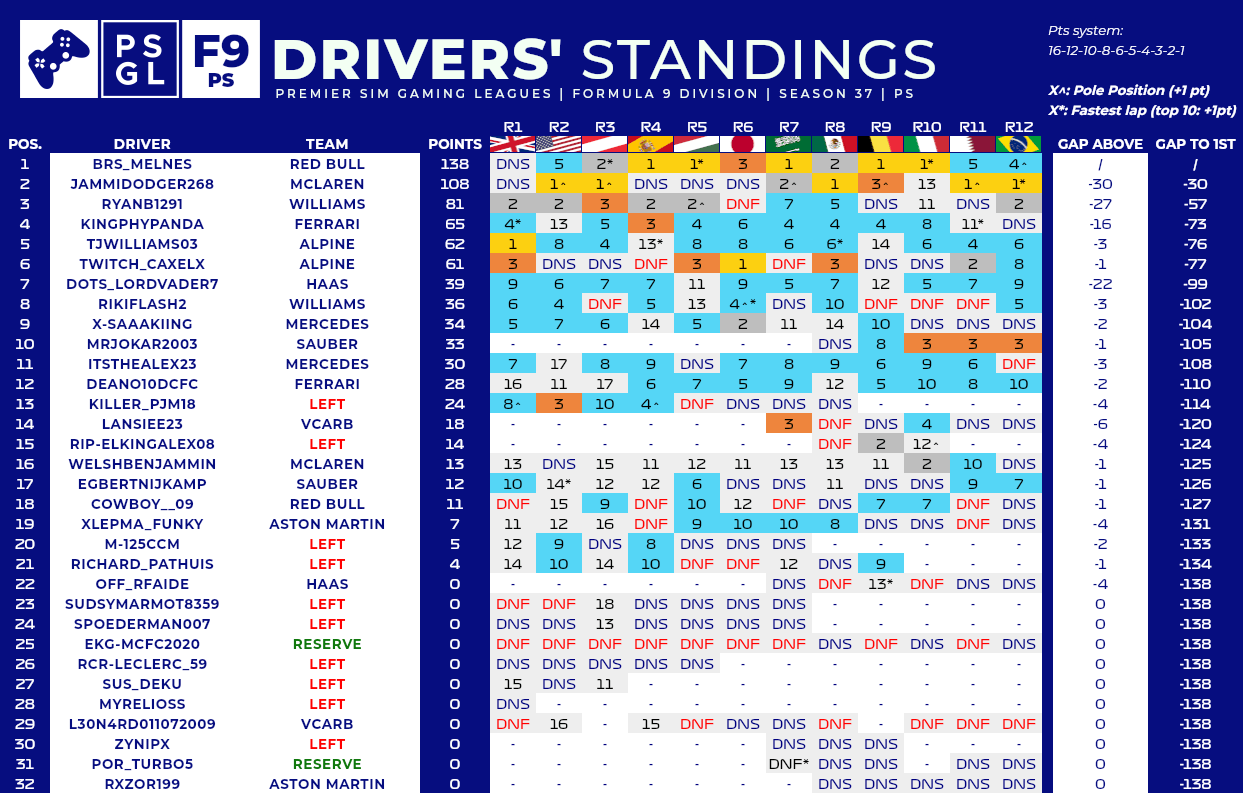 PS
GL
F9
PS
DRIVERS' STANDINGS
PREMIER SIM GAMING LEAGUES | FORMULA 9 DIVISION | SEASON 37 | PS
Pts system:
16-12-10-8-6-5-4-3-2-1
X^: Pole Position (+1 pt)
X*: Fastest lap (top 10: +1pt)
POS. DRIVER TEAM POINTS R1 R2 R3 R4 R5 R6 R7 R8 R9 R10 R11 R12 GAP ABOVE GAP TO 1ST
1 BRS_MELNES RED BULL 138 DNS 5 2* 1 1* 3 1 2 1 1* 5 4^ / /
2 JAMMIDODGER268 MCLAREN 108 DNS 1^ 1^ DNS DNS DNS 2^ 1 3^ 13 1^ 1* -30 -30
3 RYANB1291 WILLIAMS 81 2 2 3 2 2^ DNF 7 5 DNS 11 DNS 2 -27 -57
4 KINGPHYPANDA FERRARI 65 4* 13 5 3 4 6 4 4 4 8 11* DNS -16 -73
5 TJWILLIAMS03 ALPINE 62 1 8 4 13* 8 8 6 6* 14 6 4 6 -3 -76
6 TWITCH_CAXELX ALPINE 61 3 DNS DNS DNF 3 1 DNF 3 DNS DNS 2 8 -1 -77
7 DOTS_LORDVADER7 HAAS 39 9 6 7 7 11 9 5 7 12 5 7 9 -22 -99
8 RIKIFLASH2 WILLIAMS 36 6 4 DNF 5 13 4^* DNS 10 DNF DNF DNF 5 -3 -102
9 X-SAAAKIING MERCEDES 34 5 7 6 14 5 2 11 14 10 DNS DNS DNS -2 -104
10 MRJOKAR2003 SAUBER 33 - - - - - - - DNS 8 3 3 3 -1 -105
11 ITSTHEALEX23 MERCEDES 30 7 17 8 9 DNS 7 8 9 6 9 6 DNF -3 -108
12 DEANO10DCFC FERRARI 28 16 11 17 6 7 5 9 12 5 10 8 10 -2 -110
13 KILLER_PJM18 LEFT 24 8^ 3 10 4^ DNF DNS DNS DNS - - - - -4 -114
14 LANSIEE23 VCARB 18 - - - - - - 3 DNF DNS 4 DNS DNS -6 -120
15 RIP-ELKINGALEX08 LEFT 14 - - - - - - - DNF 2 12^ - - -4 -124
16 WELSHBENJAMMIN MCLAREN 13 13 DNS 15 11 12 11 13 13 11 2 10 DNS -1 -125
17 EGBERTNIJKAMP SAUBER 12 10 14* 12 12 6 DNS DNS 11 DNS DNS 9 7 -1 -126
18 COWBOY__09 RED BULL 11 DNF 15 9 DNF 10 12 DNF DNS 7 7 DNF DNS -1 -127
19 XLEPMA_FUNKY ASTON MARTIN 7 11 12 16 DNF 9 10 10 8 DNS DNS DNF DNS -4 -131
20 M-125CCM LEFT 5 12 9 DNS 8 DNS DNS DNS - - - - - -2 -133
21 RICHARD_PATHUIS LEFT 4 14 10 14 10 DNF DNF 12 DNS 9 - - - -1 -134
22 OFF_RFAIDE HAAS 0 - - - - - - DNS DNF 13* DNF DNS DNS -4 -138
23 SUDSYMARMOT8359 LEFT 0 DNF DNF 18 DNS DNS DNS DNS - - - - - 0 -138
24 SPOEDERMAN007 LEFT 0 DNS DNS 13 DNS DNS DNS DNS - - - - - 0 -138
25 EKG-MCFC2020 RESERVE 0 DNF DNF DNF DNF DNF DNF DNF DNS DNF DNS DNF DNS 0 -138
26 RCR-LECLERC_59 LEFT 0 DNS DNS DNS DNS DNS - - - - - - - 0 -138
27 SUS_DEKU LEFT 0 15 DNS 11 - - - - - - - - - 0 -138
28 MYRELIOSS LEFT 0 DNS - - - - - - - - - - - 0 -138
29 L30N4RD011072009 VCARB 0 DNF 16 - 15 DNF DNS DNS DNF - DNF DNF DNF 0 -138
30 ZYNIPX LEFT 0 - - - - - - DNS DNS DNS - - - 0 -138
31 POR_TURBO5 RESERVE 0 - - - - - - DNF* DNS DNS - DNS DNS 0 -138
32 RXZOR199 ASTON MARTIN 0 - - - - - - - DNS DNS DNS DNS DNS 0 -138